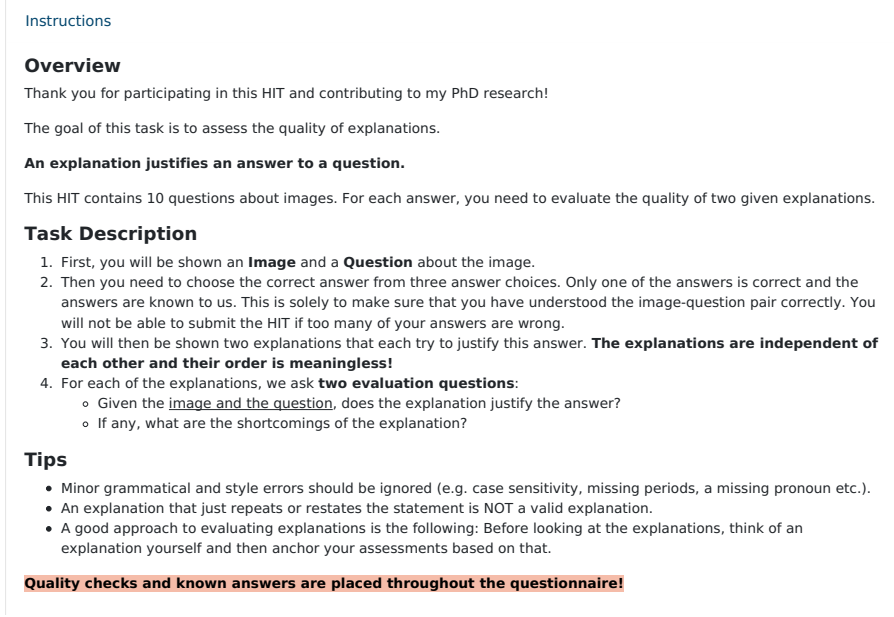 Instructions
Overview
Thank you for participating in this HIT and contributing to my PhD research!
The goal of this task is to assess the quality of explanations.
An explanation justifies an answer to a question.
This HIT contains 10 questions about images. For each answer, you need to evaluate the quality of two given explanations.
Task Description
1. First, you will be shown an Image and a Question about the image.
2. Then you need to choose the correct answer from three answer choices. Only one of the answers is correct and the
answers are known to us. This is solely to make sure that you have understood the image-question pair correctly. You
will not be able to submit the HIT if too many of your answers are wrong.
3. You will then be shown two explanations that each try to justify this answer. The explanations are independent of
each other and their order is meaningless!
4. For each of the explanations, we ask two evaluation questions:
◦ Given the image and the question, does the explanation justify the answer?
◦ If any, what are the shortcomings of the explanation?
Tips
• Minor grammatical and style errors should be ignored (e.g. case sensitivity, missing periods, a missing pronoun etc.).
• An explanation that just repeats or restates the statement is NOT a valid explanation.
• A good approach to evaluating explanations is the following: Before looking at the explanations, think of an
explanation yourself and then anchor your assessments based on that.
Quality checks and known answers are placed throughout the questionnaire!